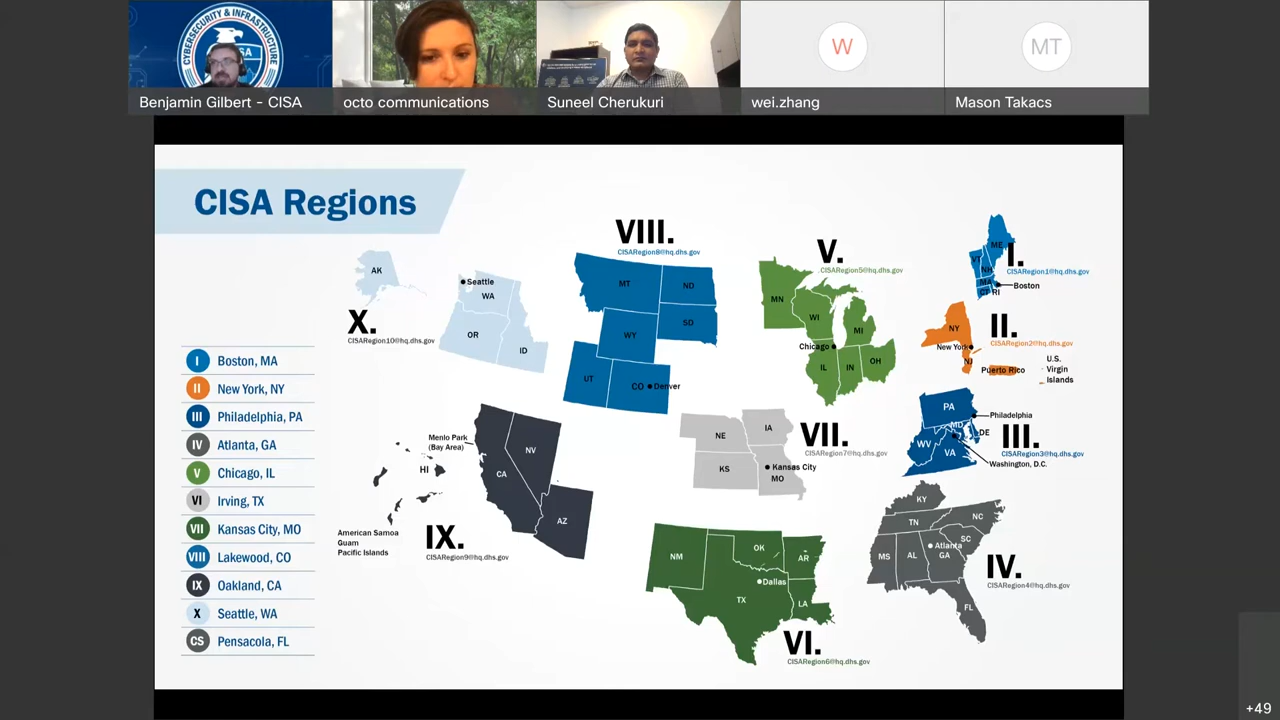 CYBERSECURITY & INFRASTRUCTURE
Benjamin Gilbert - CISA
octo communications
Suneel Cherukuri
W
wei.zhang
MT
Mason Takacs
CISA Regions
I Boston, MA
II New York, NY
III Philadelphia, PA
IV Atlanta, GA
V Chicago, IL
VI Irving, TX
VII Kansas City, MO
VIII Lakewood, CO
IX Oakland, CA
X Seattle, WA
CS Pensacola, FL
AK
X.
CISARegion10@hq.dhs.gov
Seattle
WA
OR
ID
VIII.
CISARegion8@hq.dhs.gov
MT
ND
SD
WY
UT
CO Denver
V.
CISARegion5@hq.dhs.gov
MN
WI
MI
Chicago
IL
IN
OH
I.
CISARegion1@hq.dhs.gov
ME
VT
NH
MA
CT RI
Boston
II.
CISARegion2@hq.dhs.gov
NY
New York
NJ
Puerto Rico
U.S.
Virgin
Islands
III.
CISARegion3@hq.dhs.gov
PA
Philadelphia
MD
DE
WV
VA
Washington, D.C.
Menlo Park
(Bay Area)
NV
CA
AZ
HI
American Samoa
Guam
Pacific Islands
IX.
CISARegion9@hq.dhs.gov
VII.
CISARegion7@hq.dhs.gov
NE
IA
KS
Kansas City
MO
NM
OK
AR
Dallas
TX
LA
VI.
CISARegion6@hq.dhs.gov
KY
TN
NC
SC
MS
AL
Atlanta
GA
FL
IV.
CISARegion4@hq.dhs.gov
+49